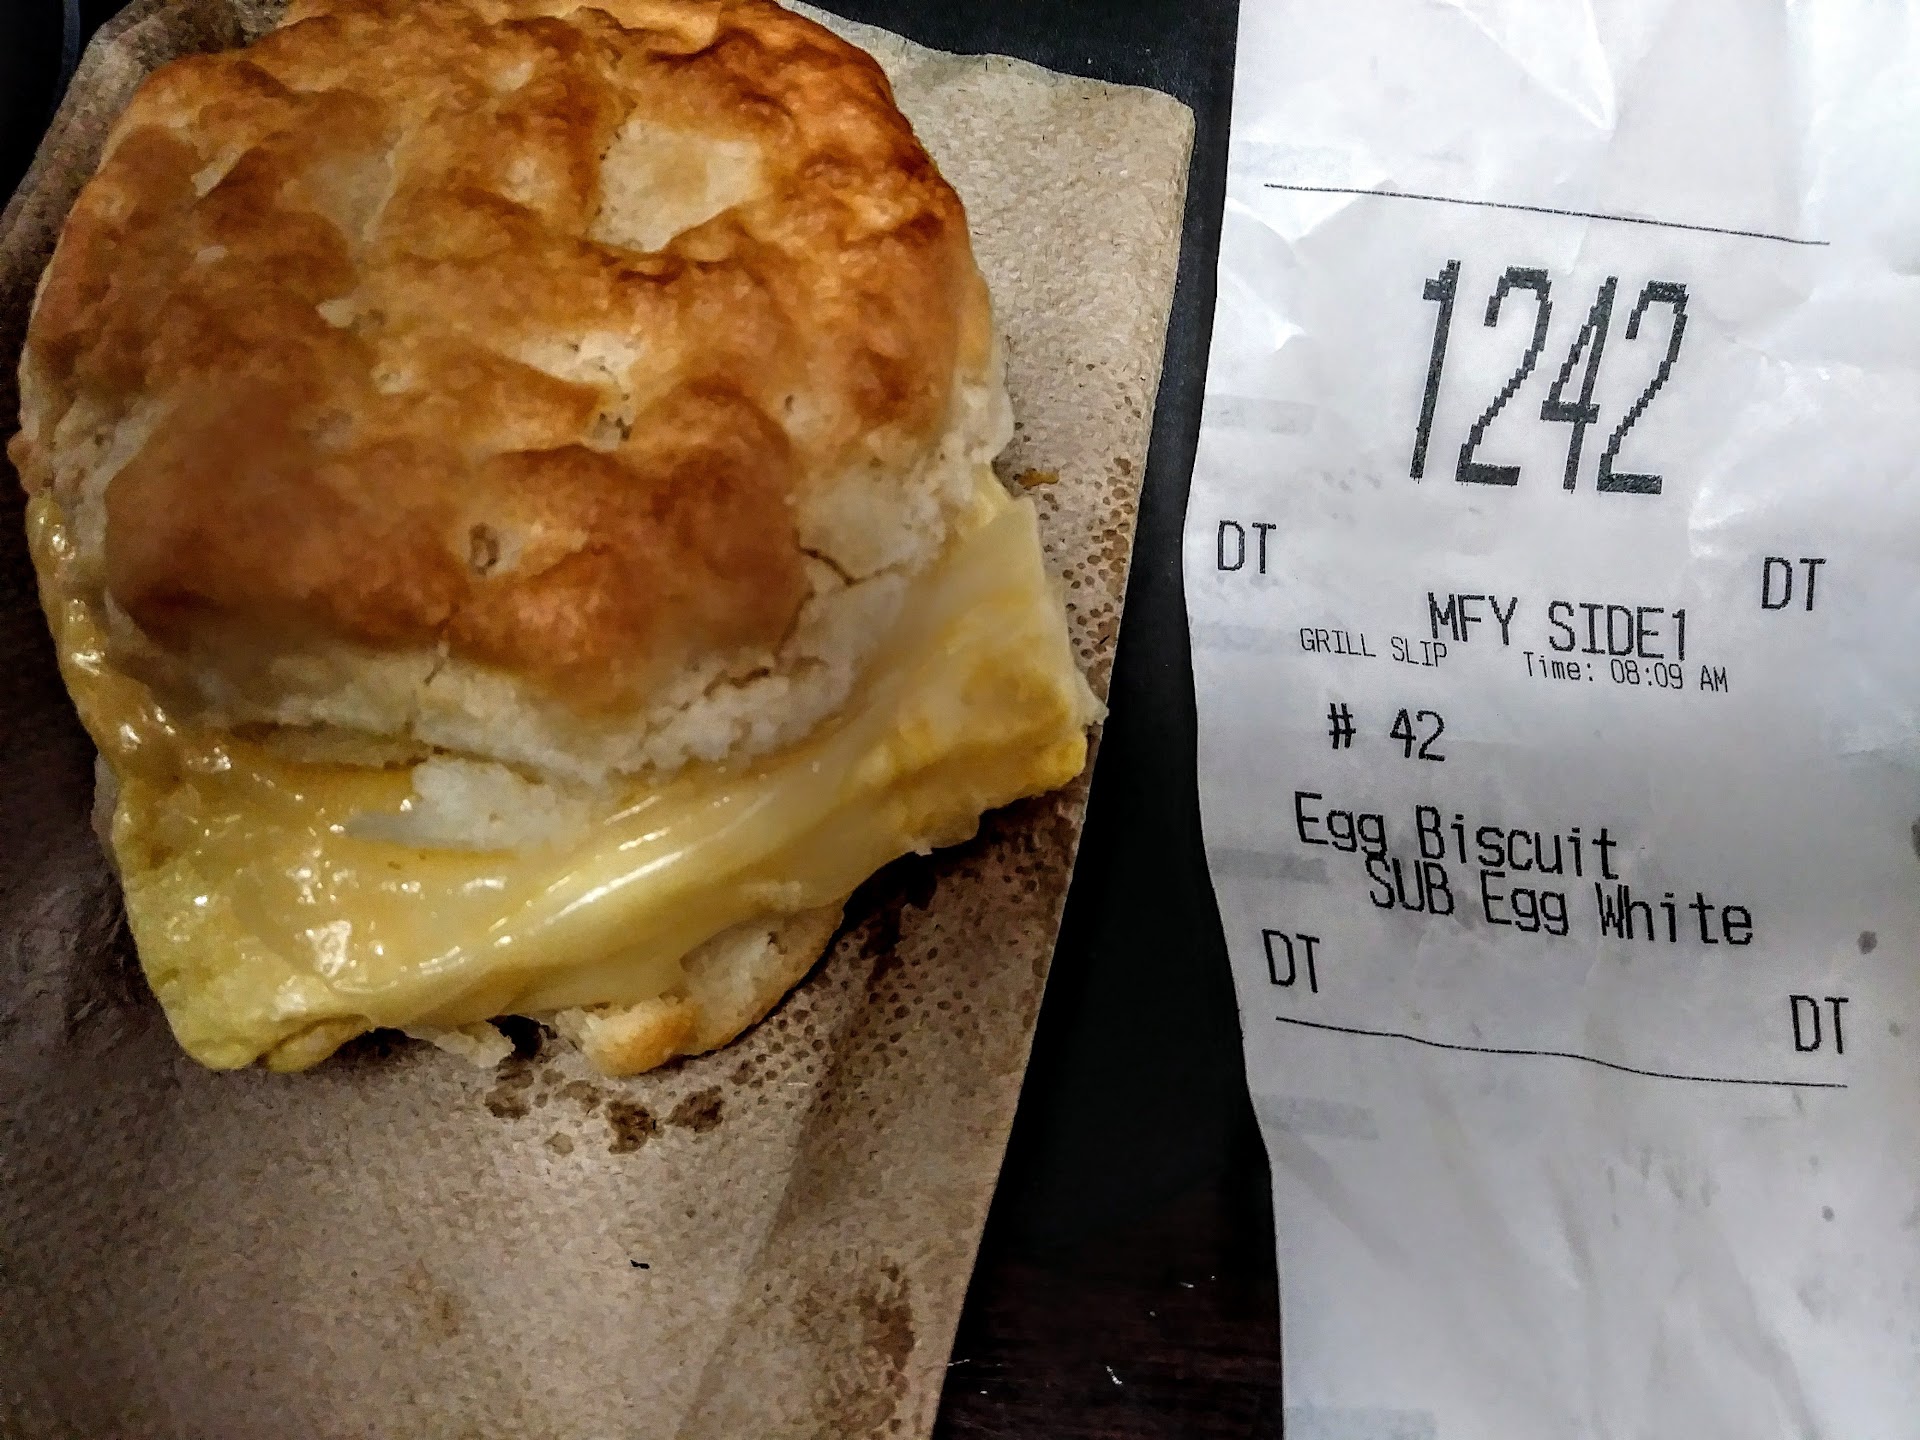 1242
DT DT
MFY SIDE1
GRILL SLIP Time: 08:09 AM
# 42
Egg Biscuit
SUB Egg White
DT DT